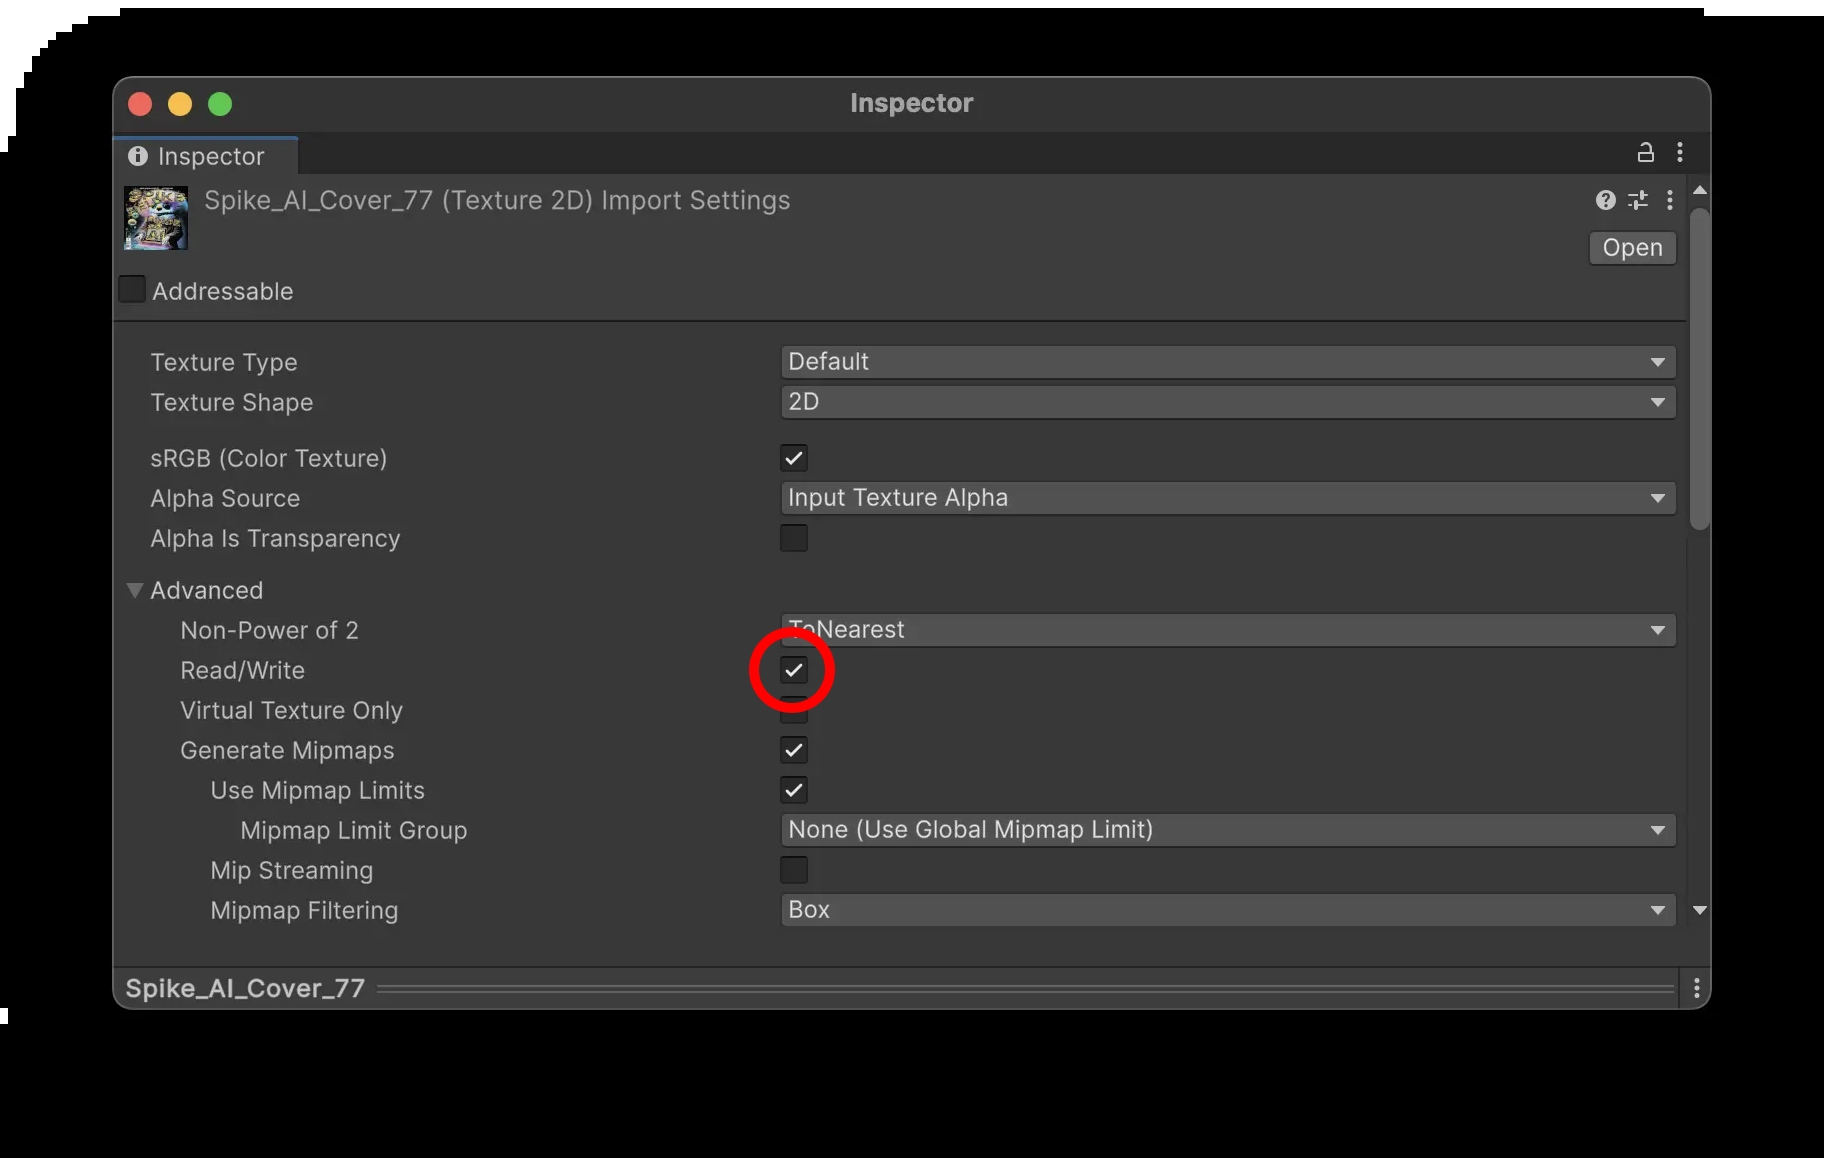 Inspector
Inspector
Spike_AI_Cover_77 (Texture 2D) Import Settings
Open
Addressable
Texture Type Default
Texture Shape 2D
sRGB (Color Texture)
Alpha Source Input Texture Alpha
Alpha Is Transparency
Advanced
Non-Power of 2 ToNearest
Read/Write
Virtual Texture Only
Generate Mipmaps
Use Mipmap Limits
Mipmap Limit Group None (Use Global Mipmap Limit)
Mip Streaming
Mipmap Filtering Box
Spike_AI_Cover_77